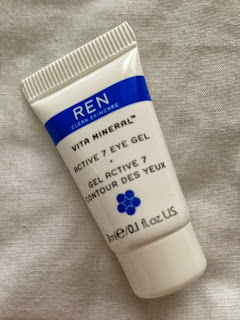 REN
CLEAN SKINCARE
VITA MINERAL™
ACTIVE 7 EYE GEL
GEL ACTIVE 7
CONTOUR DES YEUX
3ml℮/0.1 fl.oz U.S.